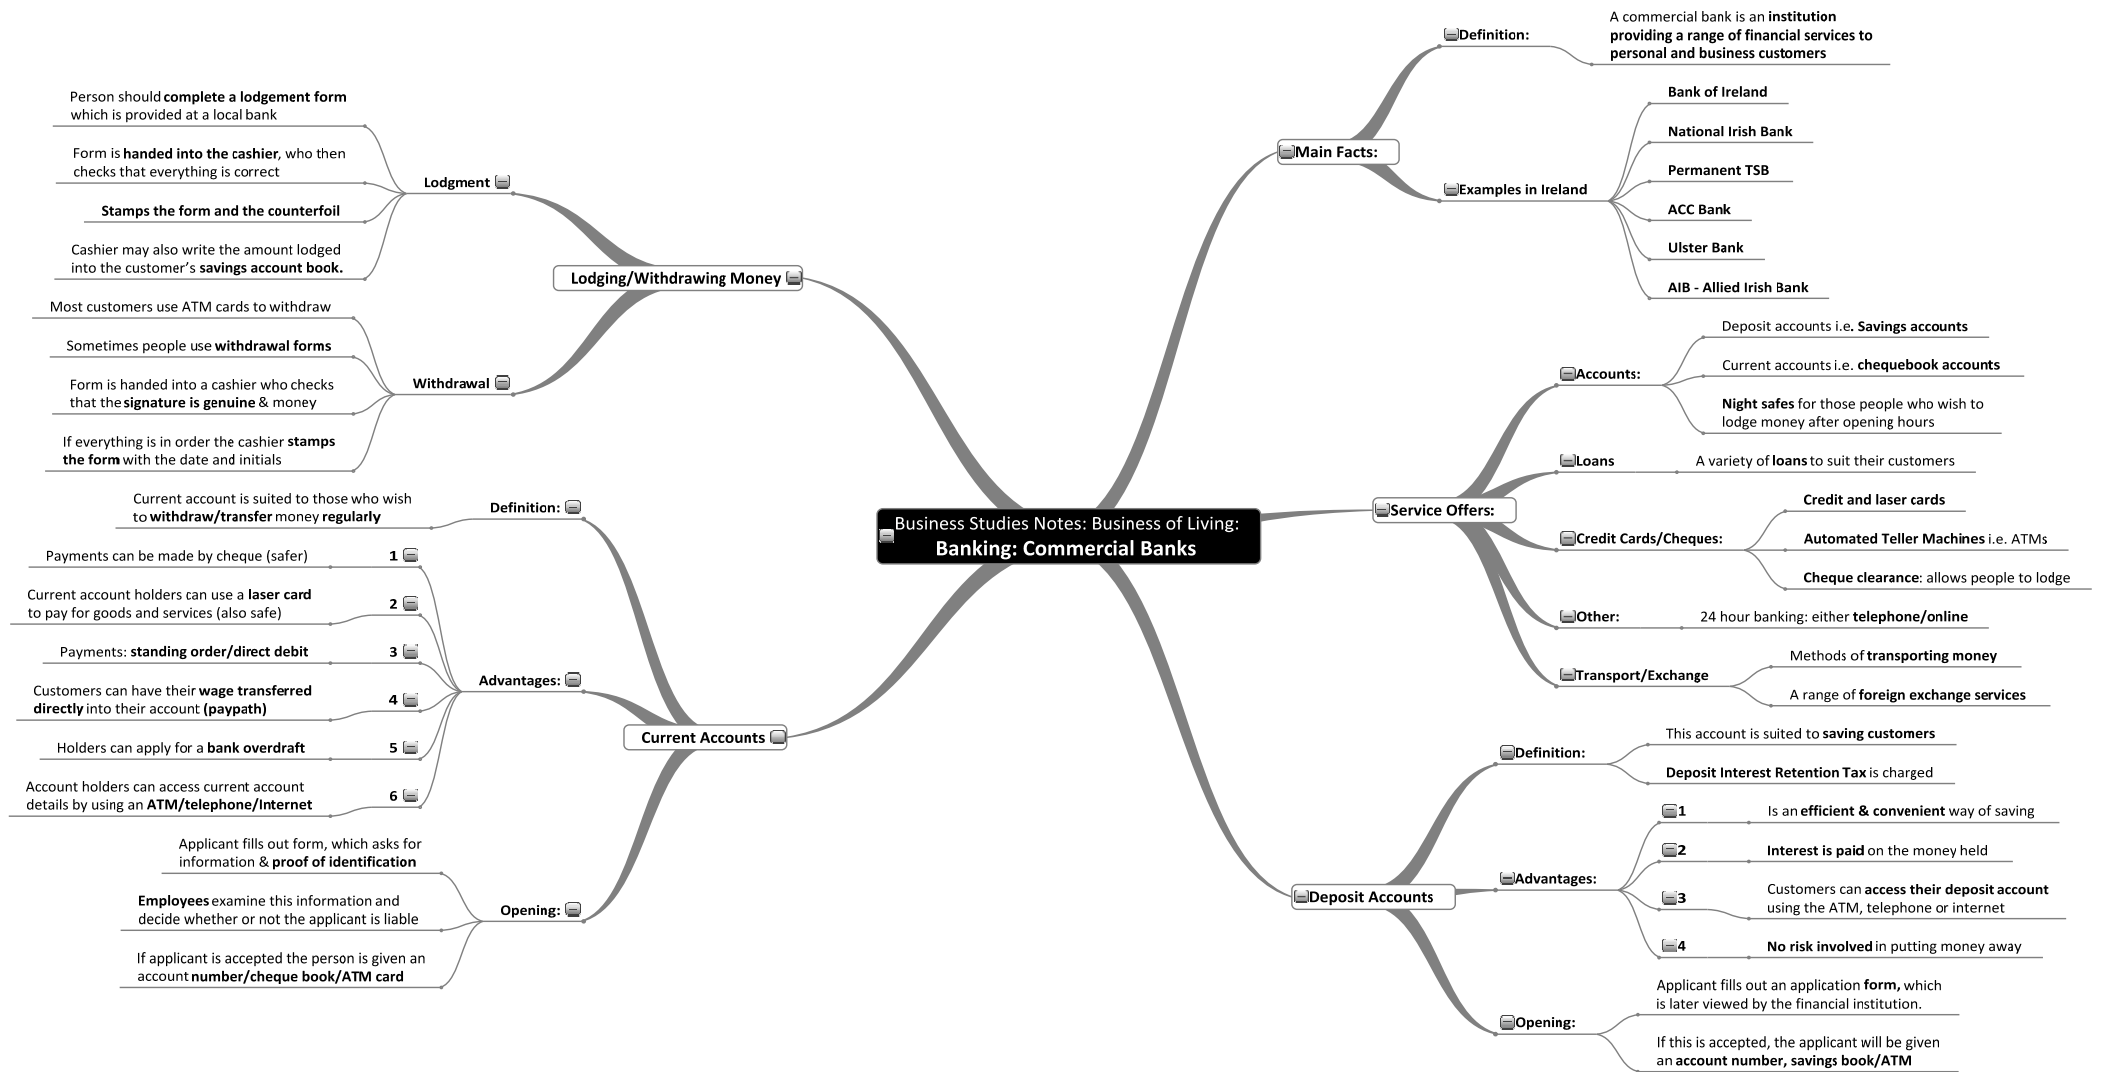 Business Studies Notes: Business of Living:
Banking: Commercial Banks
Main Facts:
Definition:
A commercial bank is an institution
providing a range of financial services to
personal and business customers
Examples in Ireland
Bank of Ireland
National Irish Bank
Permanent TSB
ACC Bank
Ulster Bank
AIB - Allied Irish Bank
Service Offers:
Accounts:
Deposit accounts i.e. Savings accounts
Current accounts i.e. chequebook accounts
Night safes for those people who wish to
lodge money after opening hours
Loans
A variety of loans to suit their customers
Credit Cards/Cheques:
Credit and laser cards
Automated Teller Machines i.e. ATMs
Cheque clearance: allows people to lodge
Other:
24 hour banking: either telephone/online
Transport/Exchange
Methods of transporting money
A range of foreign exchange services
Deposit Accounts
Definition:
This account is suited to saving customers
Deposit Interest Retention Tax is charged
Advantages:
1
Is an efficient & convenient way of saving
2
Interest is paid on the money held
3
Customers can access their deposit account
using the ATM, telephone or internet
4
No risk involved in putting money away
Opening:
Applicant fills out an application form, which
is later viewed by the financial institution.
If this is accepted, the applicant will be given
an account number, savings book/ATM
Lodging/Withdrawing Money
Lodgment
Person should complete a lodgement form
which is provided at a local bank
Form is handed into the cashier, who then
checks that everything is correct
Stamps the form and the counterfoil
Cashier may also write the amount lodged
into the customer's savings account book.
Withdrawal
Most customers use ATM cards to withdraw
Sometimes people use withdrawal forms
Form is handed into a cashier who checks
that the signature is genuine & money
If everything is in order the cashier stamps
the form with the date and initials
Current Accounts
Definition:
Current account is suited to those who wish
to withdraw/transfer money regularly
Advantages:
1
Payments can be made by cheque (safer)
2
Current account holders can use a laser card
to pay for goods and services (also safe)
3
Payments: standing order/direct debit
4
Customers can have their wage transferred
directly into their account (paypath)
5
Holders can apply for a bank overdraft
6
Account holders can access current account
details by using an ATM/telephone/Internet
Opening:
Applicant fills out form, which asks for
information & proof of identification
Employees examine this information and
decide whether or not the applicant is liable
If applicant is accepted the person is given an
account number/cheque book/ATM card